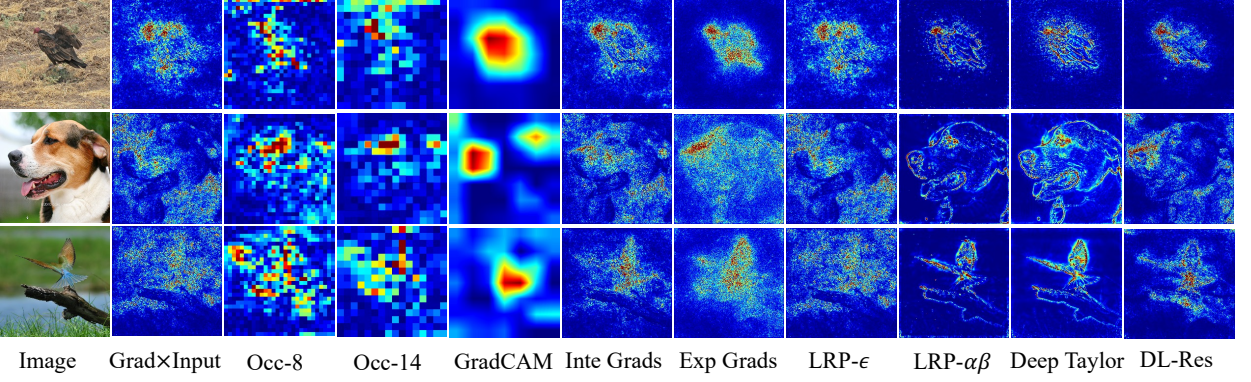 Image Grad×Input Occ-8 Occ-14 GradCAM Inte Grads Exp Grads LRP-ϵ LRP-αβ Deep Taylor DL-Res